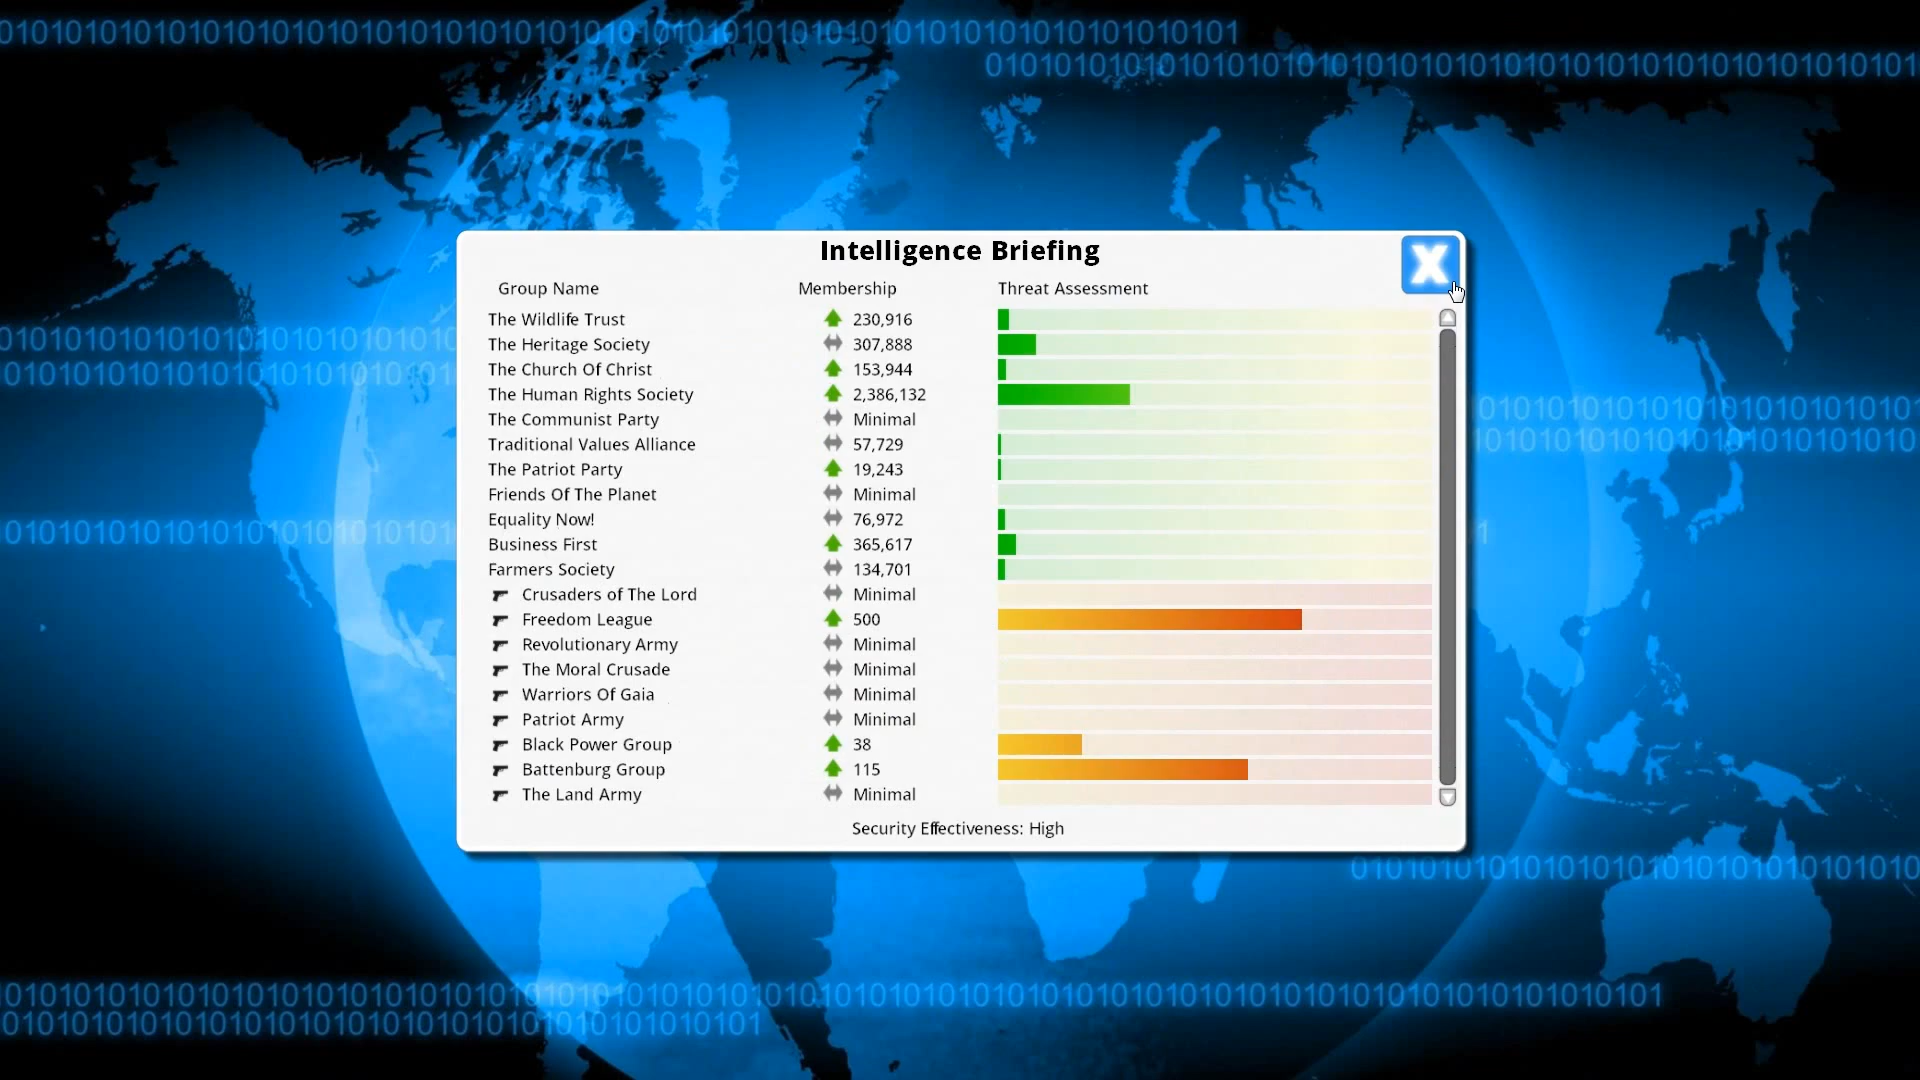 01010101010101010101010101010101010101010101010101010101010101010101
Intelligence Briefing
X
Group Name Membership Threat Assessment
The Wildlife Trust 230,916
The Heritage Society 307,888
The Church Of Christ 153,944
The Human Rights Society 2,386,132
The Communist Party Minimal
Traditional Values Alliance 57,729
The Patriot Party 19,243
Friends Of The Planet Minimal
Equality Now! 76,972
Business First 365,617
Farmers Society 134,701
Crusaders of The Lord Minimal
Freedom League 500
Revolutionary Army Minimal
The Moral Crusade Minimal
Warriors Of Gaia Minimal
Patriot Army Minimal
Black Power Group 38
Battenburg Group 115
The Land Army Minimal
Security Effectiveness: High